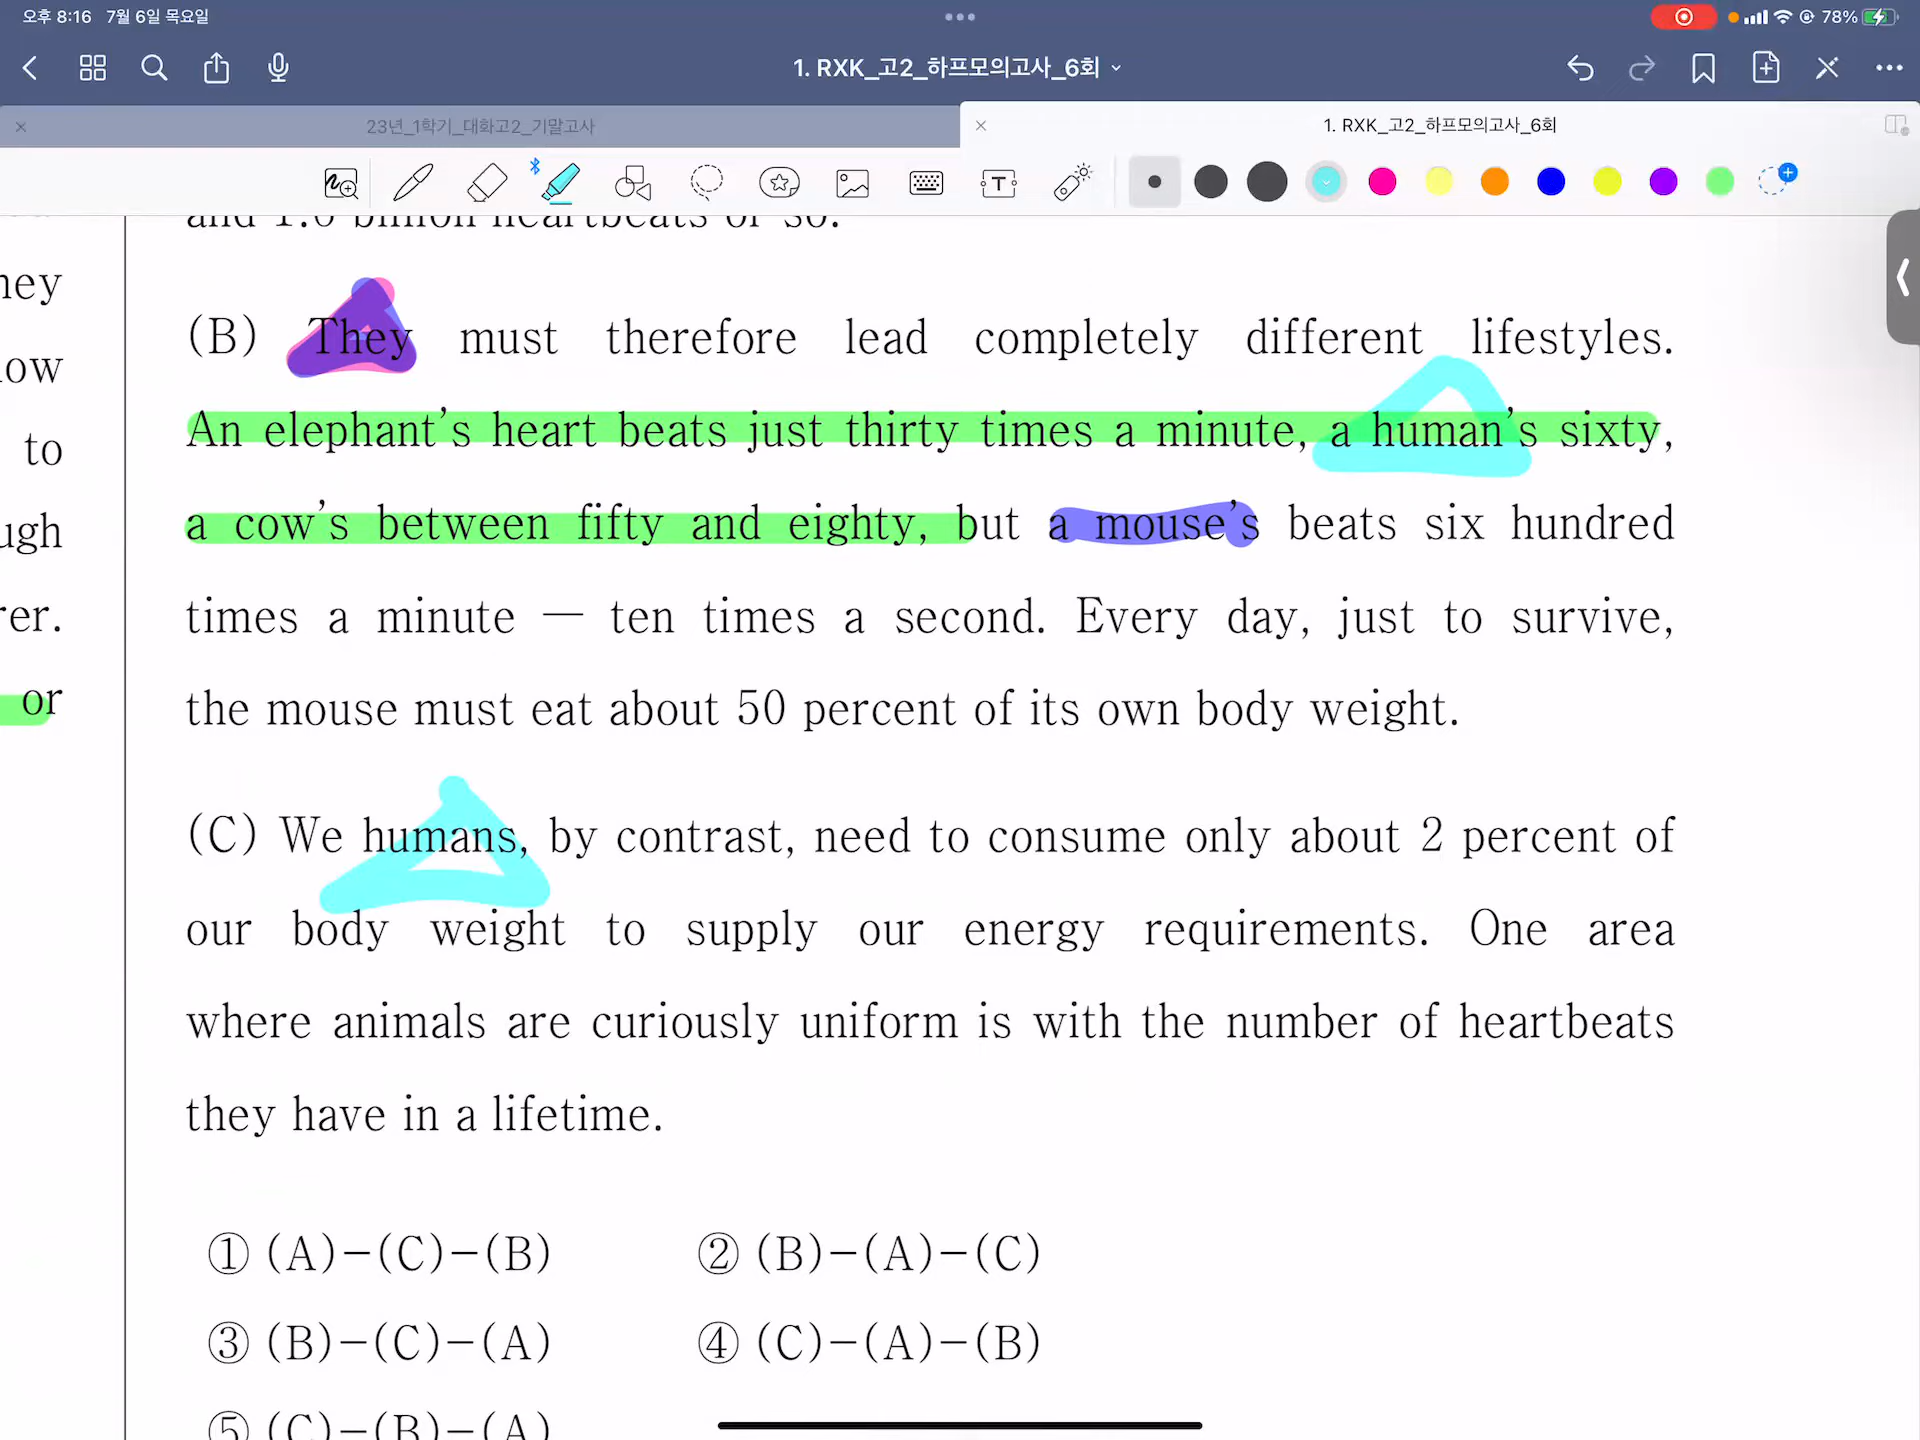 오후 8:16 7월 6일 목요일
78%
1. RXK_고2_하프모의고사_6회
23년_1학기_대화고2_기말고사
1. RXK_고2_하프모의고사_6회
and 1.6 billion heartbeats or so.
(B) They must therefore lead completely different lifestyles.
An elephant's heart beats just thirty times a minute, a human's sixty,
a cow's between fifty and eighty, but a mouse's beats six hundred
times a minute — ten times a second. Every day, just to survive,
the mouse must eat about 50 percent of its own body weight.
(C) We humans, by contrast, need to consume only about 2 percent of
our body weight to supply our energy requirements. One area
where animals are curiously uniform is with the number of heartbeats
they have in a lifetime.
① (A)-(C)-(B) ② (B)-(A)-(C)
③ (B)-(C)-(A) ④ (C)-(A)-(B)
⑤ (C)-(B)-(A)
to
or